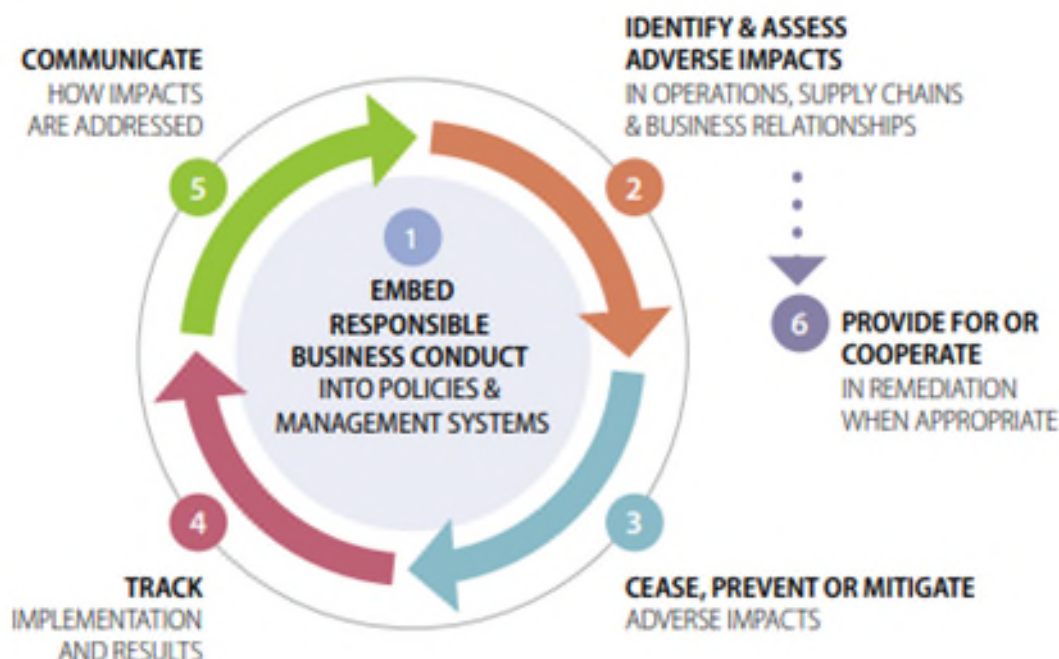 COMMUNICATE
HOW IMPACTS
ARE ADDRESSED
5
IDENTIFY & ASSESS
ADVERSE IMPACTS
IN OPERATIONS, SUPPLY CHAINS
& BUSINESS RELATIONSHIPS
2
1
EMBED
RESPONSIBLE
BUSINESS CONDUCT
INTO POLICIES &
MANAGEMENT SYSTEMS
6
PROVIDE FOR OR
COOPERATE
IN REMEDIATION
WHEN APPROPRIATE
4
TRACK
IMPLEMENTATION
AND RESULTS
3
CEASE, PREVENT OR MITIGATE
ADVERSE IMPACTS